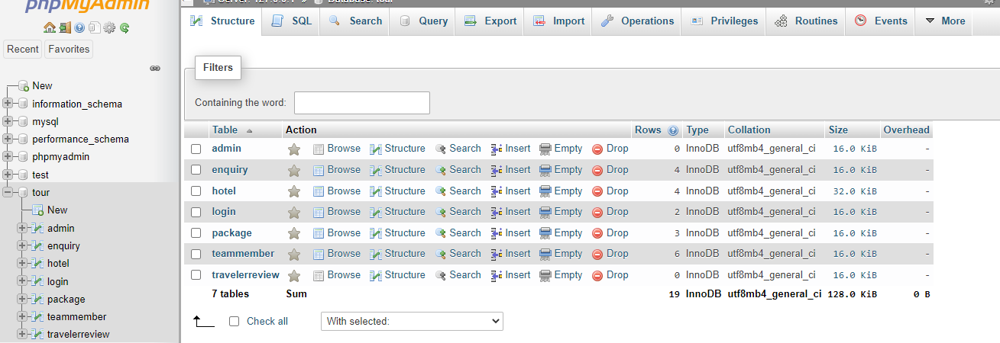 phpMyAdmin
Server: 127.0.0.1 » Database: tour
Recent Favorites
Structure SQL Search Query Export Import Operations Privileges Routines Events More
Filters
Containing the word:
New
information_schema
mysql
performance_schema
phpmyadmin
test
tour
New
admin
enquiry
hotel
login
package
teammember
travelerreview
Table Action Rows Type Collation Size Overhead
admin Browse Structure Search Insert Empty Drop 0 InnoDB utf8mb4_general_ci 16.0 KiB -
enquiry Browse Structure Search Insert Empty Drop 4 InnoDB utf8mb4_general_ci 16.0 KiB -
hotel Browse Structure Search Insert Empty Drop 4 InnoDB utf8mb4_general_ci 32.0 KiB -
login Browse Structure Search Insert Empty Drop 2 InnoDB utf8mb4_general_ci 16.0 KiB -
package Browse Structure Search Insert Empty Drop 3 InnoDB utf8mb4_general_ci 16.0 KiB -
teammember Browse Structure Search Insert Empty Drop 6 InnoDB utf8mb4_general_ci 16.0 KiB -
travelerreview Browse Structure Search Insert Empty Drop 0 InnoDB utf8mb4_general_ci 16.0 KiB -
7 tables Sum 19 InnoDB utf8mb4_general_ci 128.0 KiB 0 B
Check all With selected: